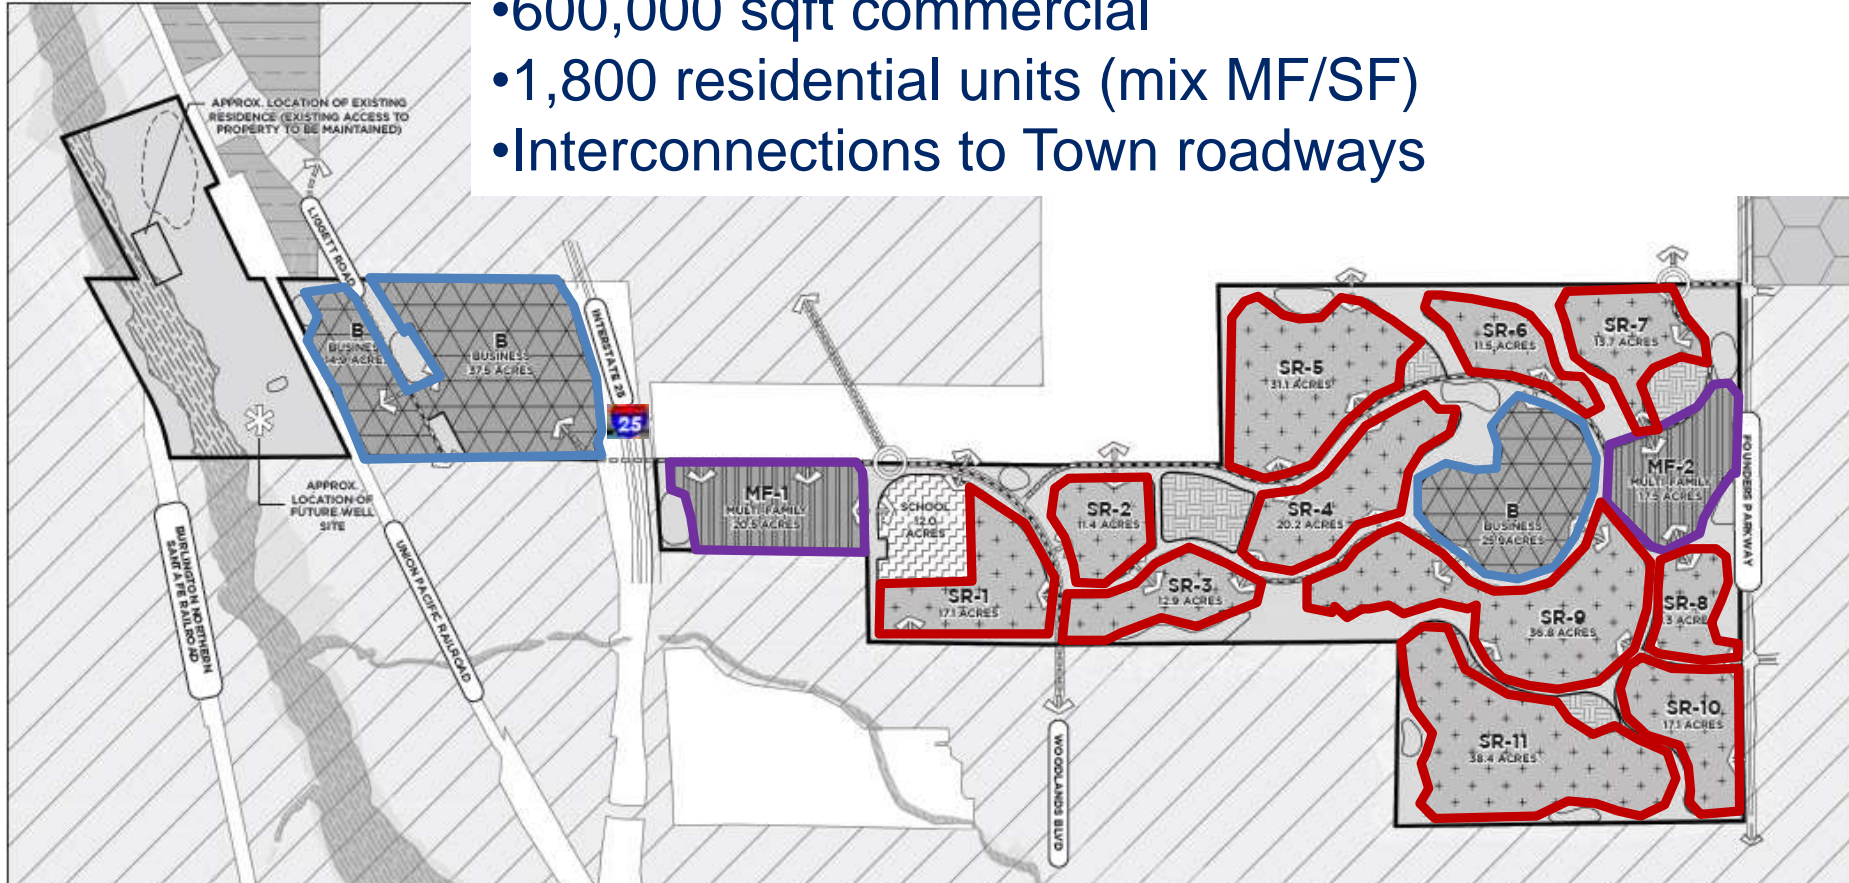 •600,000 sqft commercial
•1,800 residential units (mix MF/SF)
•Interconnections to Town roadways
APPROX. LOCATION OF EXISTING
RESIDENCE (EXISTING ACCESS TO
PROPERTY TO BE MAINTAINED)
LIGGETT ROAD
B
BUSINESS
14.9 ACRES
B
BUSINESS
37.5 ACRES
INTERSTATE 25
25
APPROX.
LOCATION OF
FUTURE WELL
SITE
BURLINGTON NORTHERN
SANTA FE RAILROAD
UNION PACIFIC RAILROAD
MF-1
MULTI-FAMILY
20.5 ACRES
SCHOOL
12.0
ACRES
SR-1
17.1 ACRES
SR-2
11.4 ACRES
SR-3
12.9 ACRES
SR-4
20.2 ACRES
SR-5
31.1 ACRES
SR-6
11.5 ACRES
SR-7
13.7 ACRES
B
BUSINESS
25.9 ACRES
MF-2
MULTI-FAMILY
17.5 ACRES
FOUNDERS PARKWAY
SR-8
.3 ACRE
SR-9
36.8 ACRES
SR-10
17.1 ACRES
SR-11
38.4 ACRES
WOODLANDS BLVD